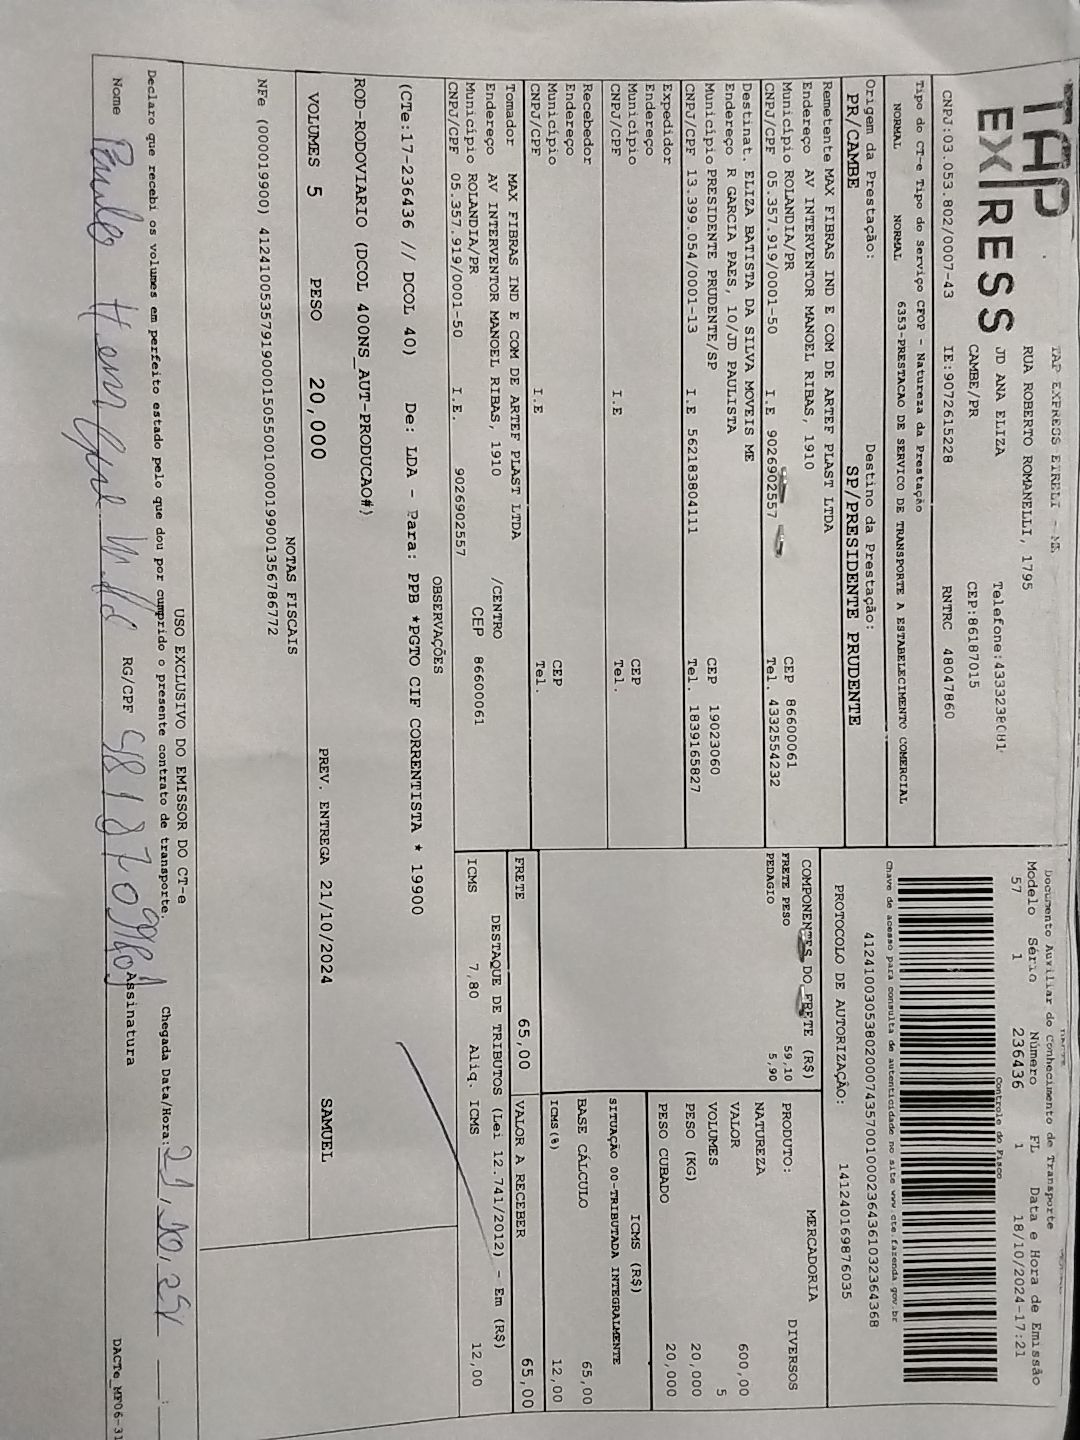 TAP
EXPRESS
TAP EXPRESS EIRELI - ME
RUA ROBERTO ROMANELLI, 1795
JD ANA ELIZA Telefone:4333238081
CAMBE/PR CEP:86187015
CNPJ:03.053.802/0007-43 IE:9072615228 RNTRC 48047860
Tipo do CT-e Tipo do Serviço CFOP - Natureza da Prestação
NORMAL NORMAL 6353-PRESTACAO DE SERVICO DE TRANSPORTE A ESTABELECIMENTO COMERCIAL
Origem da Prestação: Destino da Prestação:
PR/CAMBE SP/PRESIDENTE PRUDENTE
DACTE
Documento Auxiliar do Conhecimento de Transporte
Modelo Série Número FL Data e Hora de Emissão
57 1 236436 1 18/10/2024-17:21
Controle do Fisco
Chave de acesso para consulta de autenticidade no site www.cte.fazenda.gov.br
41241003053802000743570010002364361032364368
PROTOCOLO DE AUTORIZAÇÃO: 141240169876035
Remetente MAX FIBRAS IND E COM DE ARTEF PLAST LTDA
Endereço AV INTERVENTOR MANOEL RIBAS, 1910
Município ROLANDIA/PR CEP 86600061
CNPJ/CPF 05.357.919/0001-50 I.E 9026902557 Tel. 4332554232
Destinat. ELIZA BATISTA DA SILVA MOVEIS ME
Endereço R GARCIA PAES, 10/JD PAULISTA
Município PRESIDENTE PRUDENTE/SP CEP 19023060
CNPJ/CPF 13.399.054/0001-13 I.E 562183804111 Tel. 1839165827
Expedidor
Endereço
Município CEP
CNPJ/CPF I.E Tel.
Recebedor
Endereço
Município CEP
CNPJ/CPF I.E Tel.
Tomador MAX FIBRAS IND E COM DE ARTEF PLAST LTDA
Endereço AV INTERVENTOR MANOEL RIBAS, 1910 /CENTRO
Município ROLANDIA/PR CEP 86600061
CNPJ/CPF 05.357.919/0001-50 I.E. 9026902557
COMPONENTES DO FRETE (R$)
FRETE PESO 59,10
PEDAGIO 5,90
PRODUTO: MERCADORIA DIVERSOS
NATUREZA
VALOR 600,00
VOLUMES 5
PESO (KG) 20,000
PESO CUBADO 20,000
ICMS (R$)
SITUAÇÃO 00-TRIBUTADA INTEGRALMENTE
BASE CÁLCULO 65,00
ICMS(%) 12,00
FRETE 65,00 VALOR A RECEBER 65,00
DESTAQUE DE TRIBUTOS (Lei 12.741/2012) - Em (R$)
ICMS 7,80 Aliq. ICMS 12,00
OBSERVAÇÕES
(CTe:17-236436 // DCOL 40) De: LDA - Para: PPB *PGTO CIF CORRENTISTA * 19900
ROD-RODOVIARIO (DCOL 400NS_AUT-PRODUCAO#)
VOLUMES 5 PESO 20,000 PREV. ENTREGA 21/10/2024 SAMUEL
NOTAS FISCAIS
NFe (000019900) 41241005357919000150550010000199001356786772
USO EXCLUSIVO DO EMISSOR DO CT-e
Declaro que recebi os volumes em perfeito estado pelo que dou por cumprido o presente contrato de transporte. Chegada Data/Hora: 21,10,24 :
Nome Paulo RG/CPF Assinatura